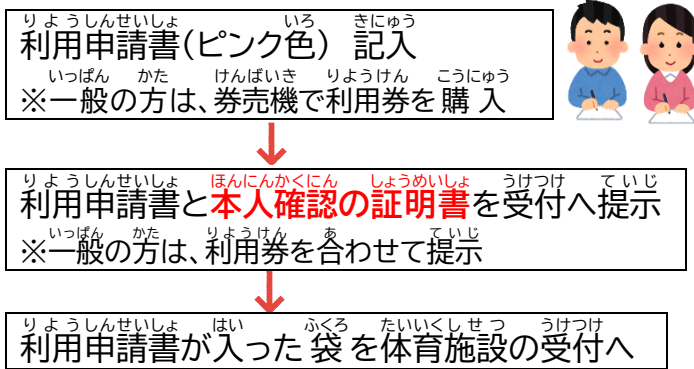 りようしんせいしょ いろ きにゅう
利用申請書(ピンク色) 記入
いっぱん かた けんばいき りようけん こうにゅう
※一般の方は、券売機で利用券を購入
りようしんせいしょ ほんにんかくにん しょうめいしょ うけつけ ていじ
利用申請書と本人確認の証明書を受付へ提示
いっぱん かた りようけん あ ていじ
※一般の方は、利用券を合わせて提示
りようしんせいしょ はい ふくろ たいいくしせつ うけつけ
利用申請書が入った袋を体育施設の受付へ